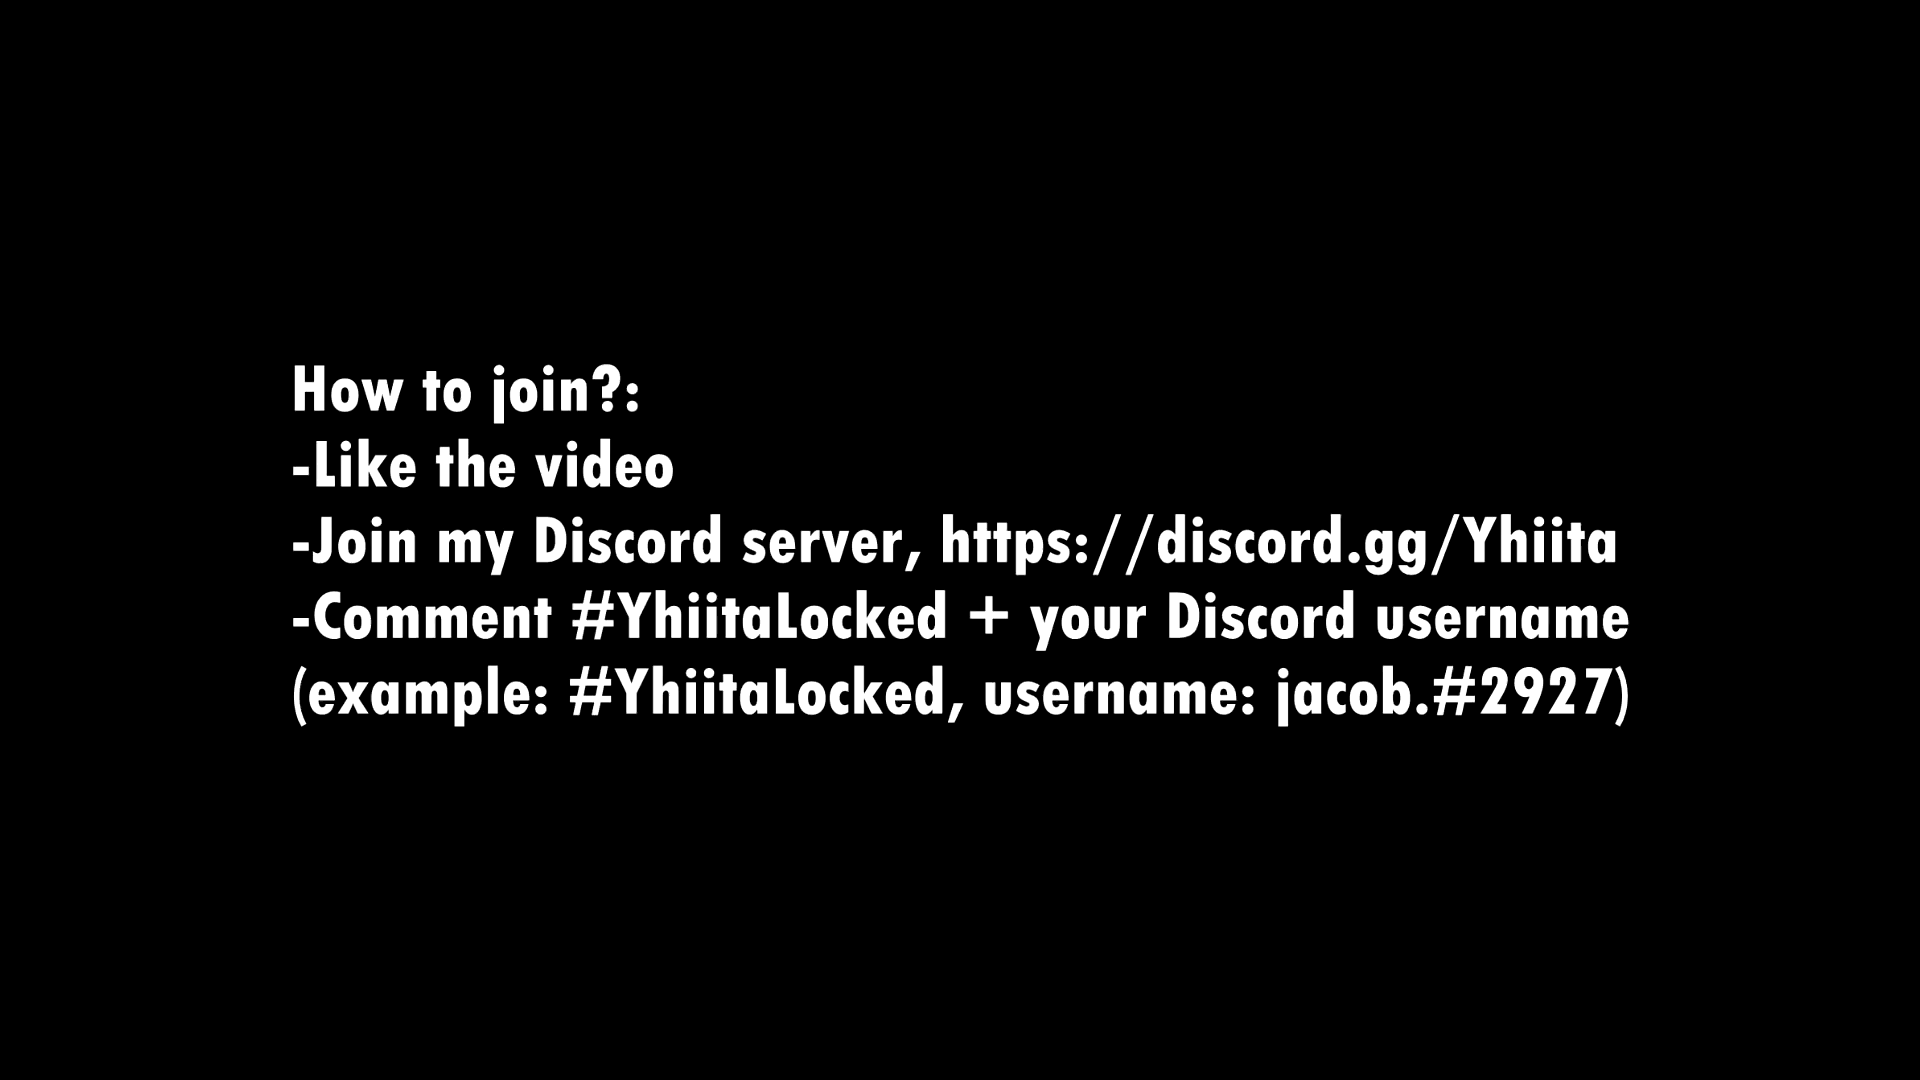 How to join?:
-Like the video
-Join my Discord server, https://discord.gg/Yhiita
-Comment #YhiitaLocked + your Discord username
(example: #YhiitaLocked, username: jacob.#2927)